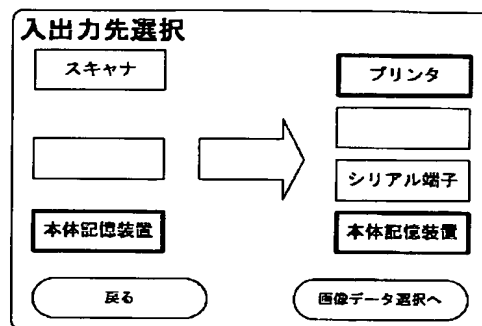 入出力先選択
スキャナ
本体記憶装置
プリンタ
シリアル端子
本体記憶装置
戻る
画像データ選択へ